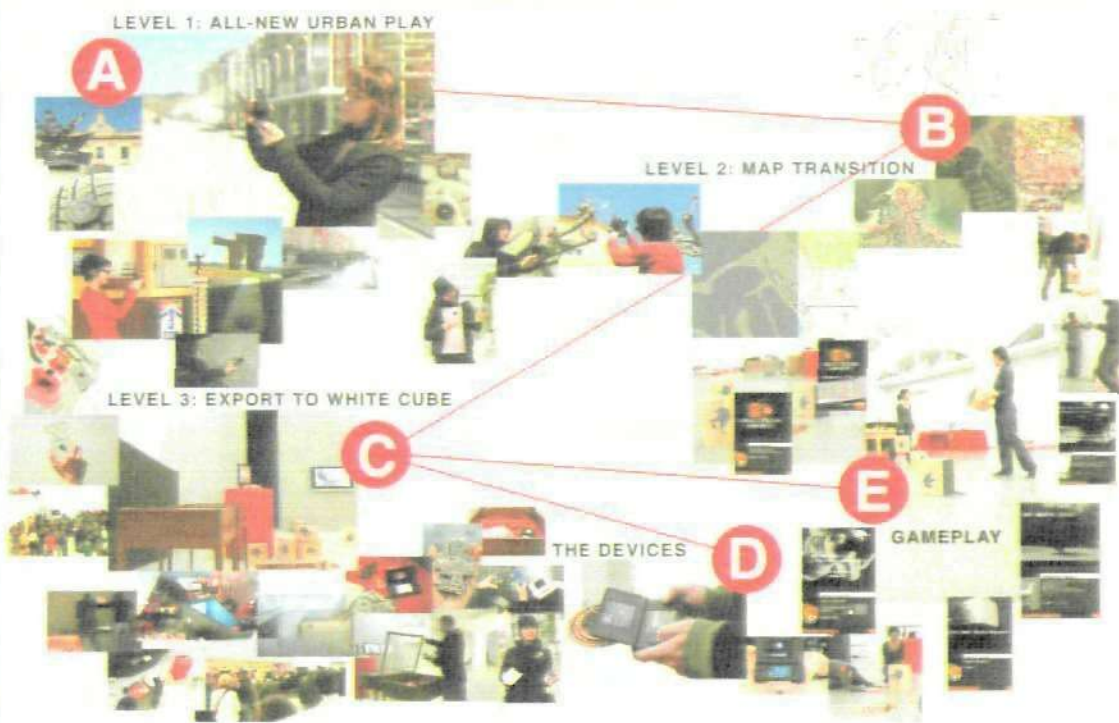 LEVEL 1: ALL-NEW URBAN PLAY
A
B
LEVEL 2: MAP TRANSITION
LEVEL 3: EXPORT TO WHITE CUBE
C
E
THE DEVICES
D
GAMEPLAY